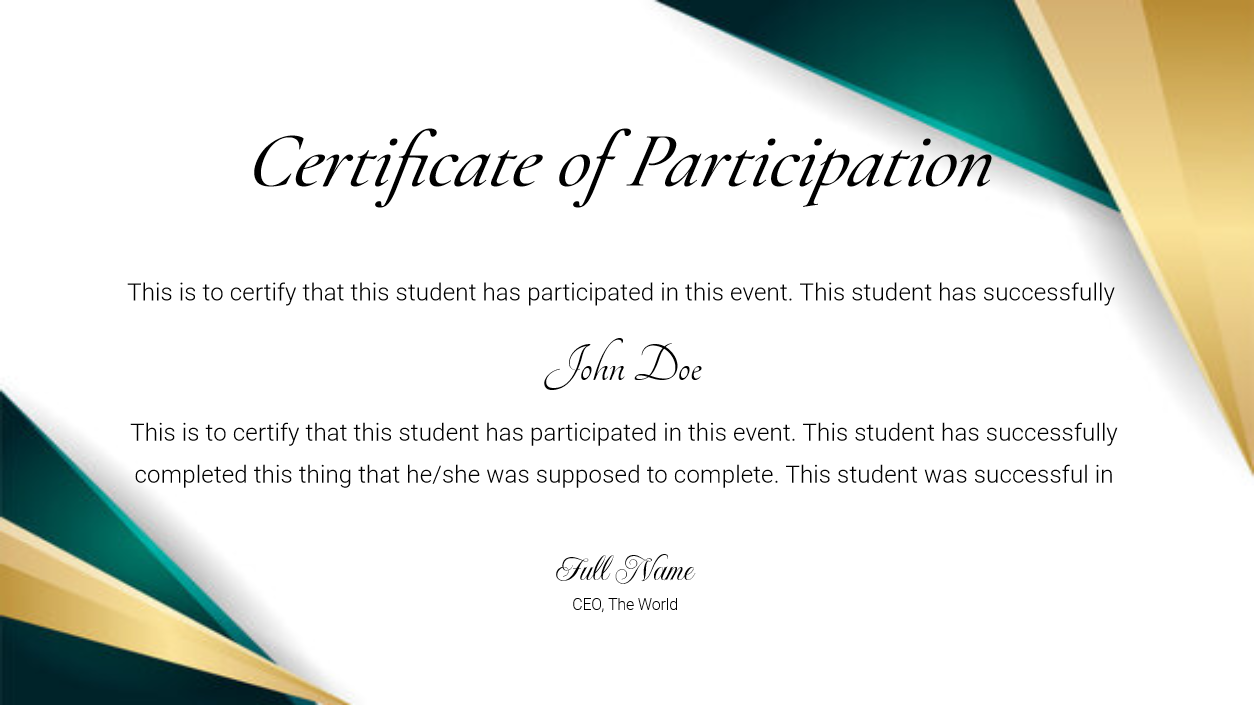 Certificate of Participation
This is to certify that this student has participated in this event. This student has successfully
John Doe
This is to certify that this student has participated in this event. This student has successfully
completed this thing that he/she was supposed to complete. This student was successful in
Full Name
CEO, The World